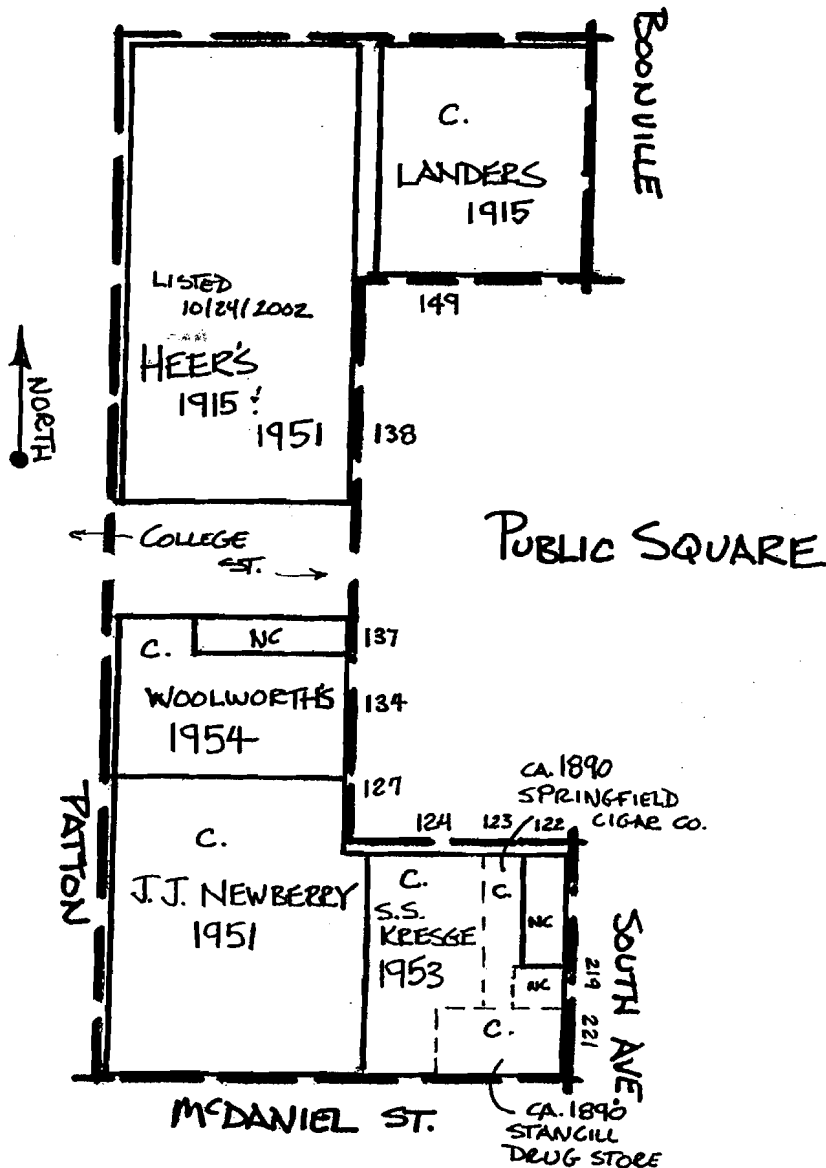 BOONVILLE
C.
LANDERS
1915
149
LISTED
10/24/2002
HEER'S
1915 &
1951
138
NORTH
COLLEGE
ST.
PUBLIC SQUARE
C.
NC
137
WOOLWORTH'S
1954
134
127
PATTON
C.
J.J. NEWBERRY
1951
CA. 1890
SPRINGFIELD
CIGAR CO.
124
123
122
C.
S.S.
KRESGE
1953
C.
NC
NC
C.
219
221
SOUTH AVE.
McDANIEL ST.
CA. 1890
STANCILL
DRUG STORE